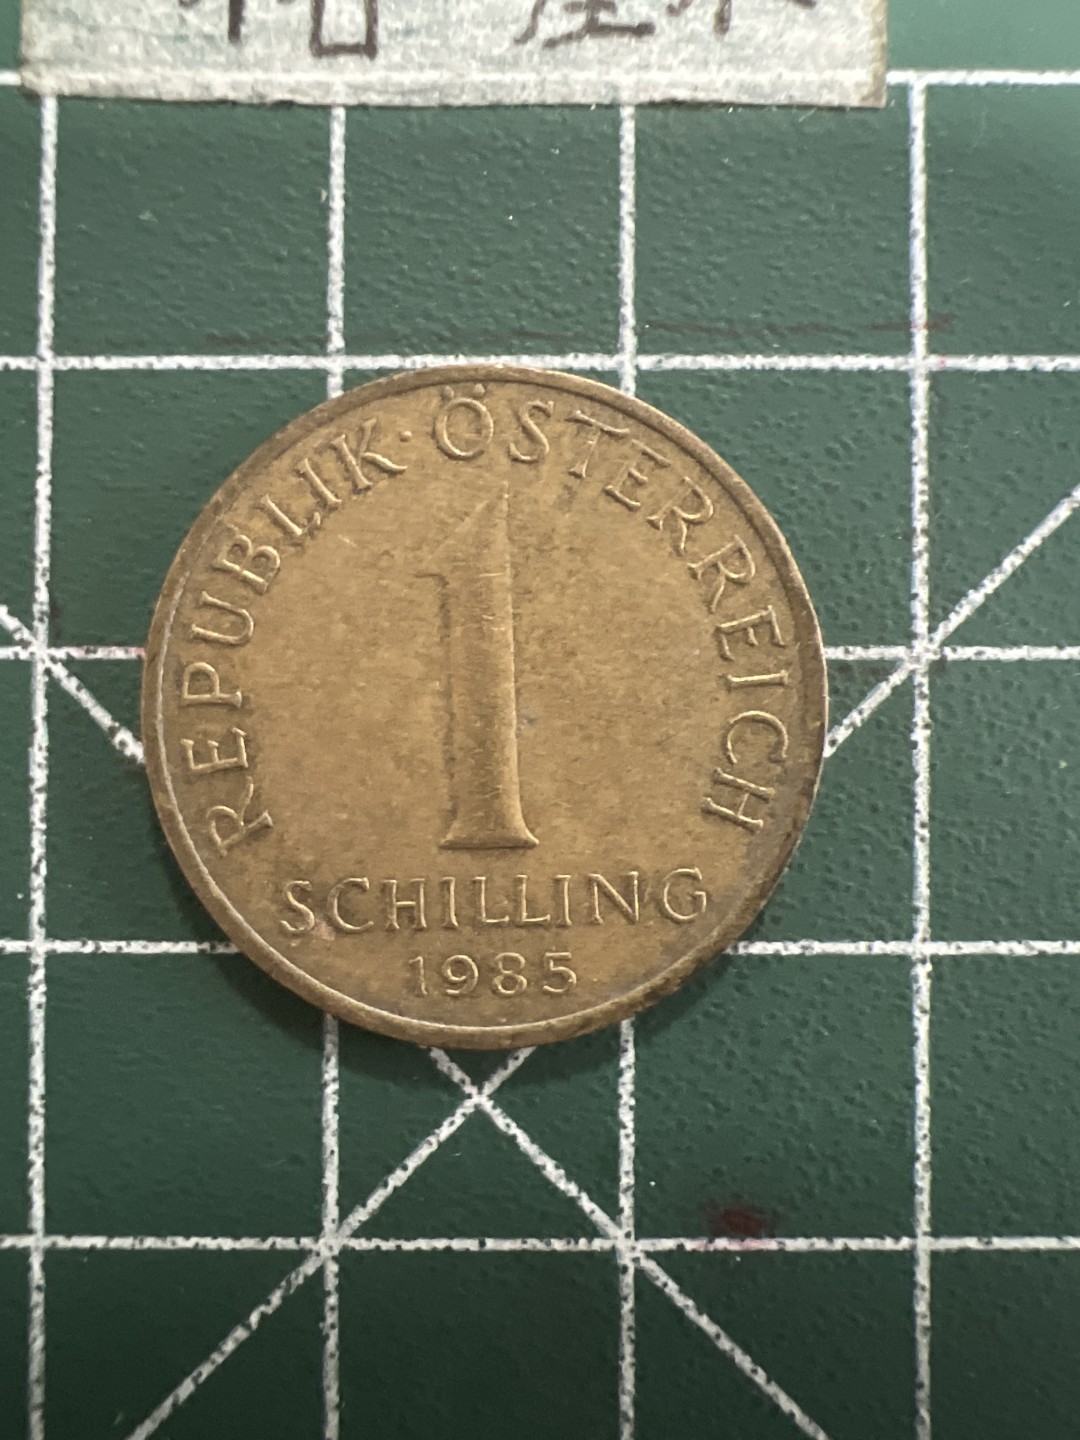 REPUBLIK · ÖSTERREICH
1
SCHILLING
1985